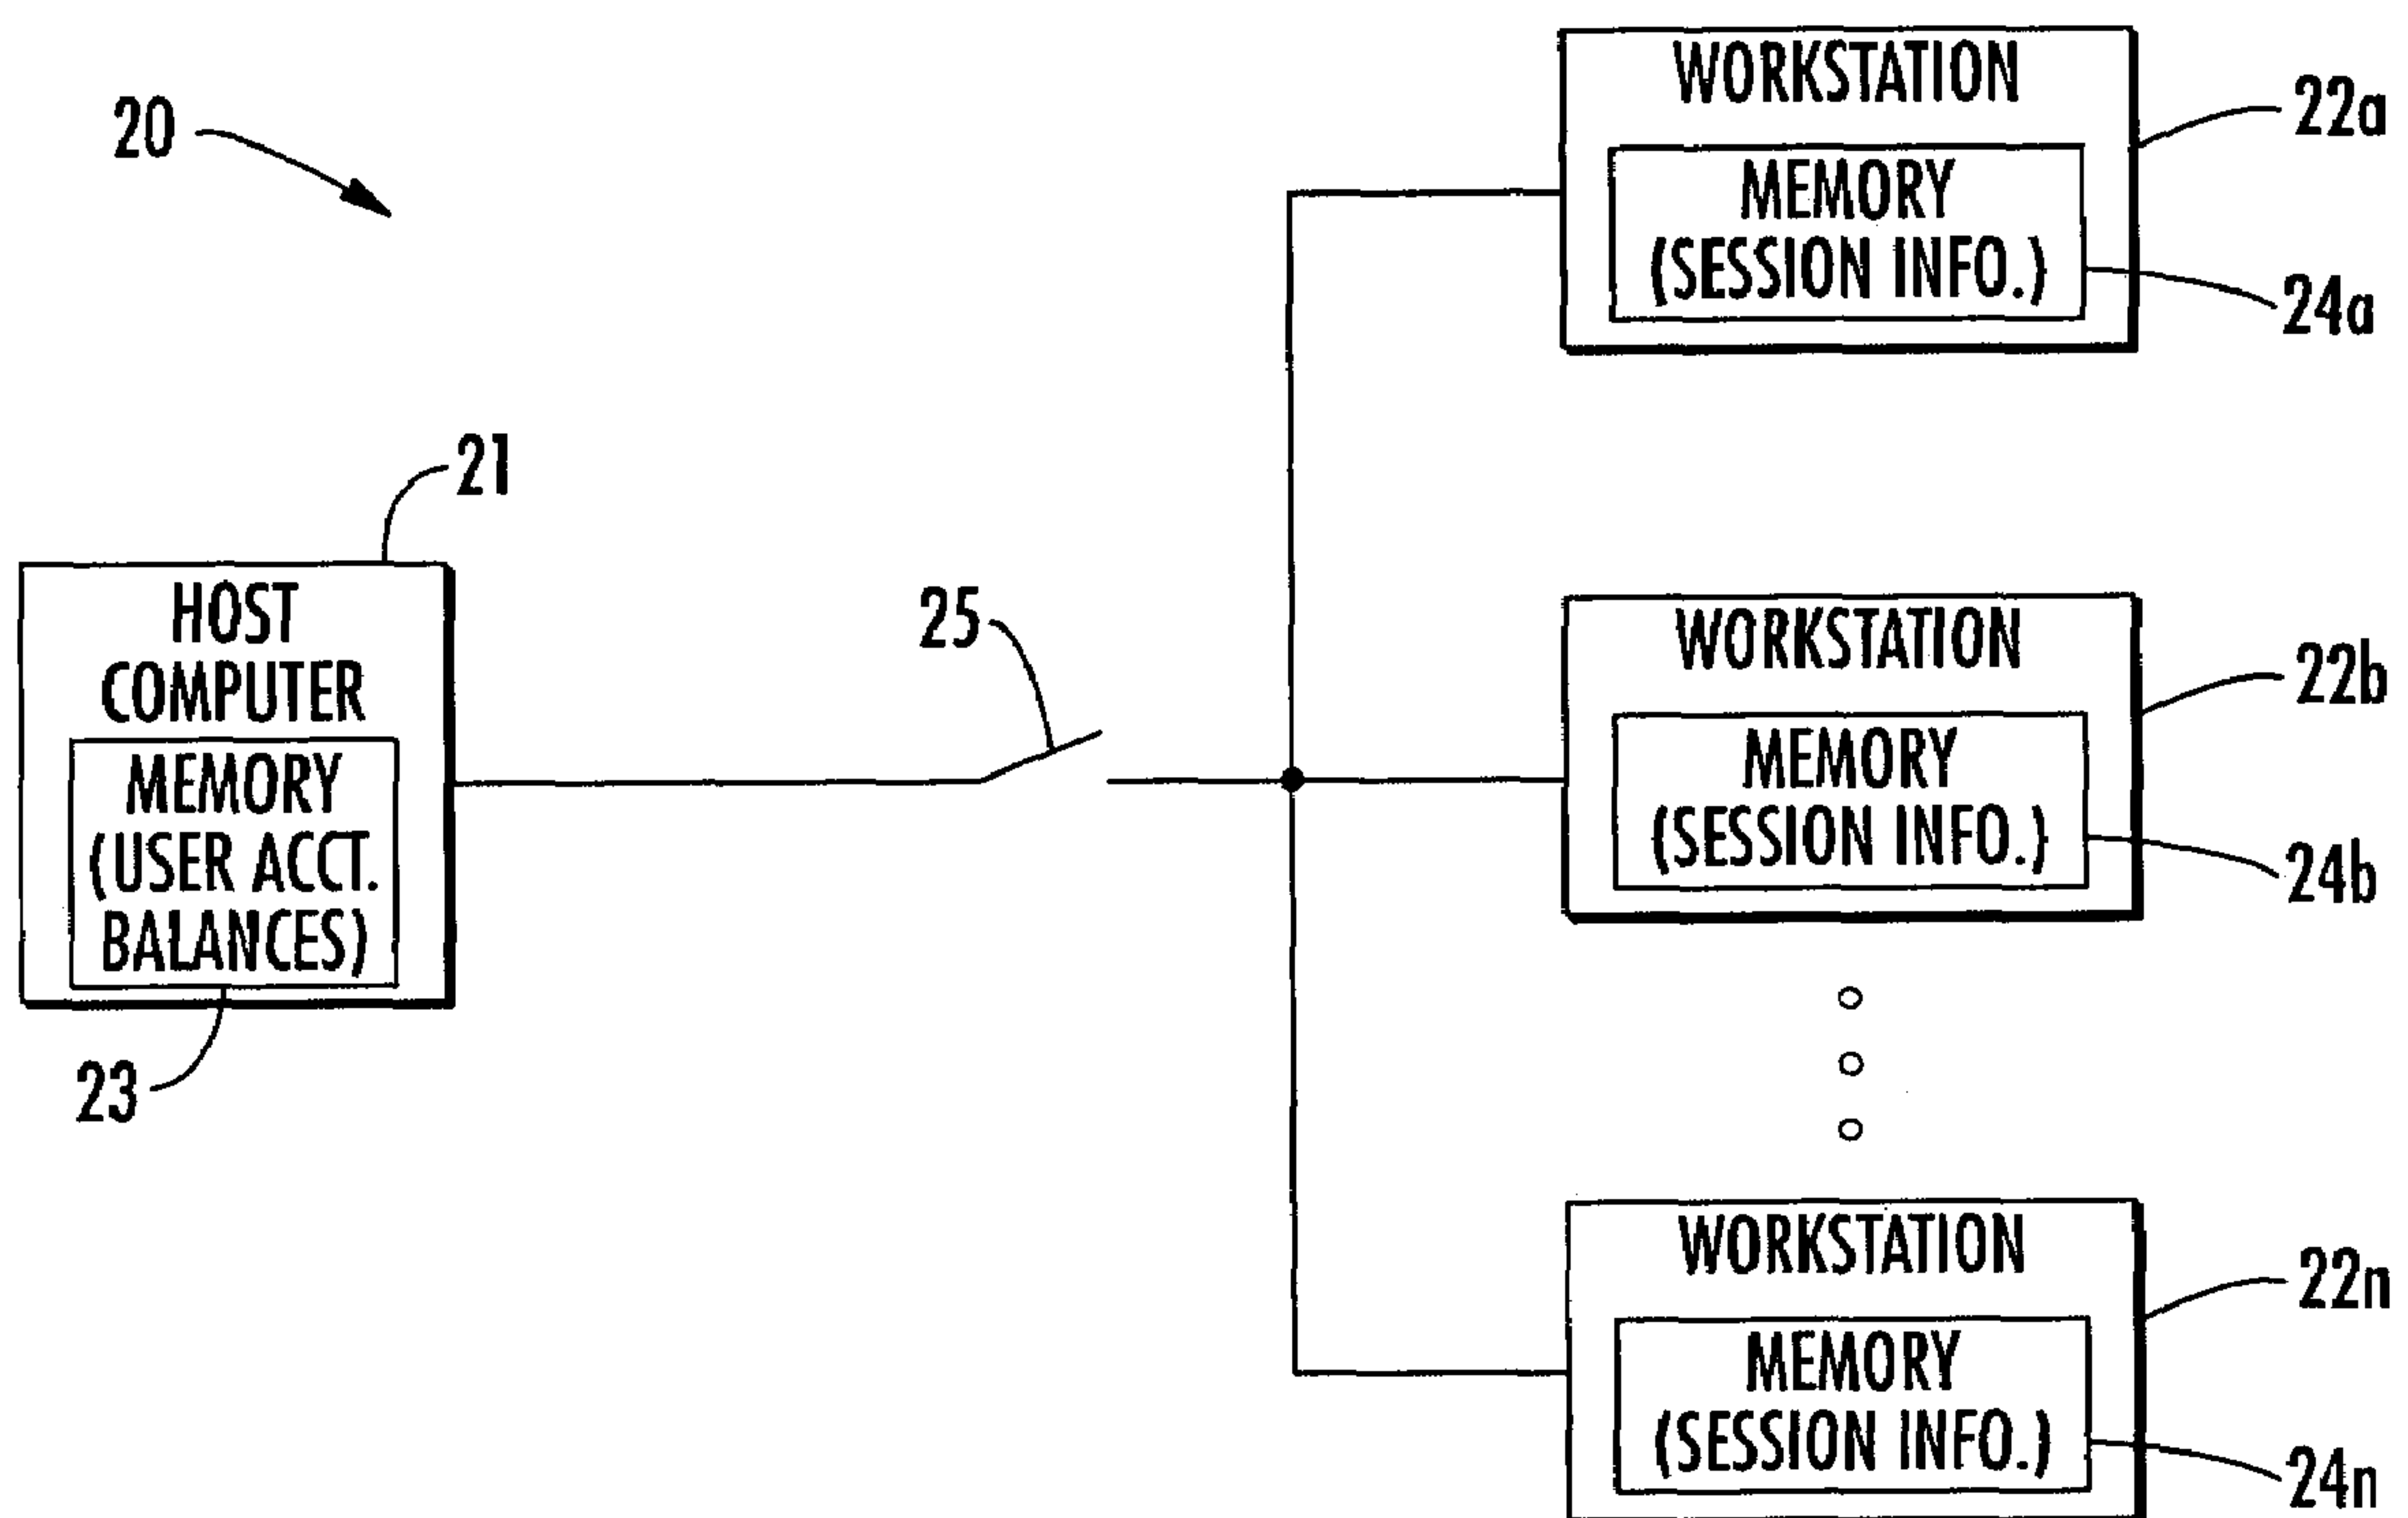 20
WORKSTATION
22a
MEMORY
(SESSION INFO.)
24a
21
HOST
COMPUTER
MEMORY
(USER ACCT.
BALANCES)
23
25
WORKSTATION
22b
MEMORY
(SESSION INFO.)
24b
WORKSTATION
22n
MEMORY
(SESSION INFO.)
24n